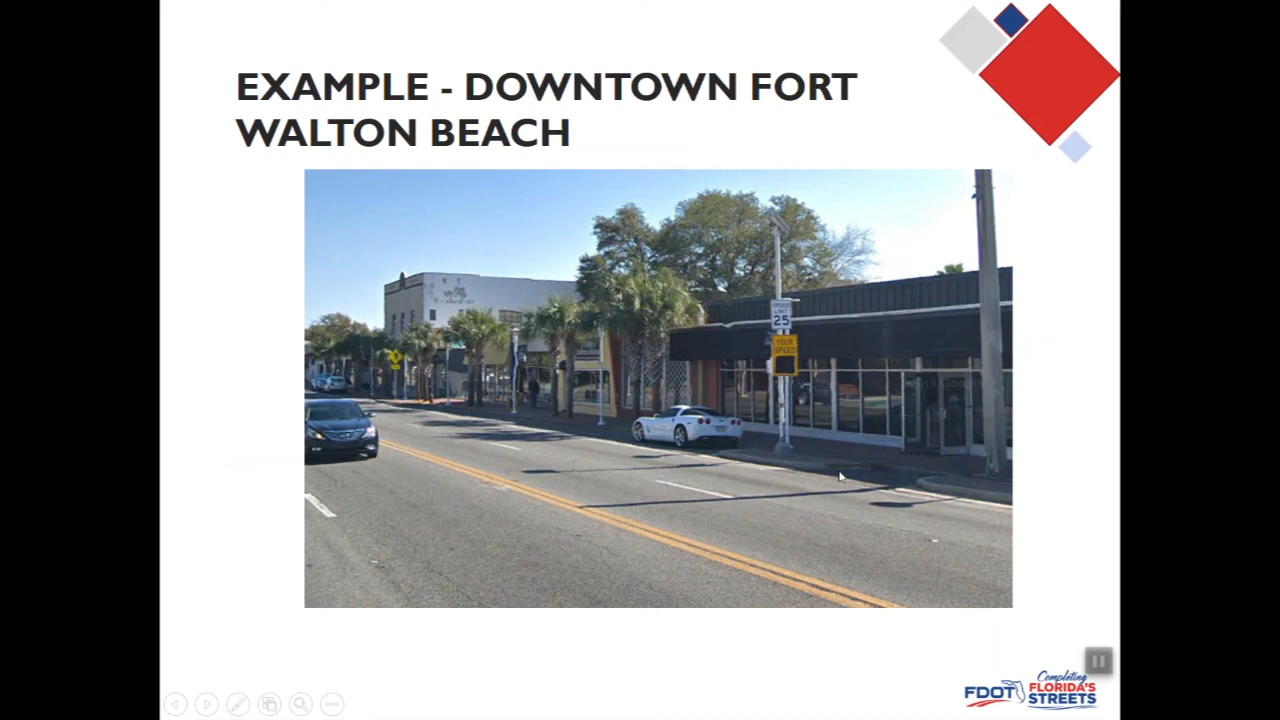 EXAMPLE - DOWNTOWN FORT
WALTON BEACH
SPEED
LIMIT
25
YOUR
SPEED
Completing
FDOT FLORIDA'S
STREETS